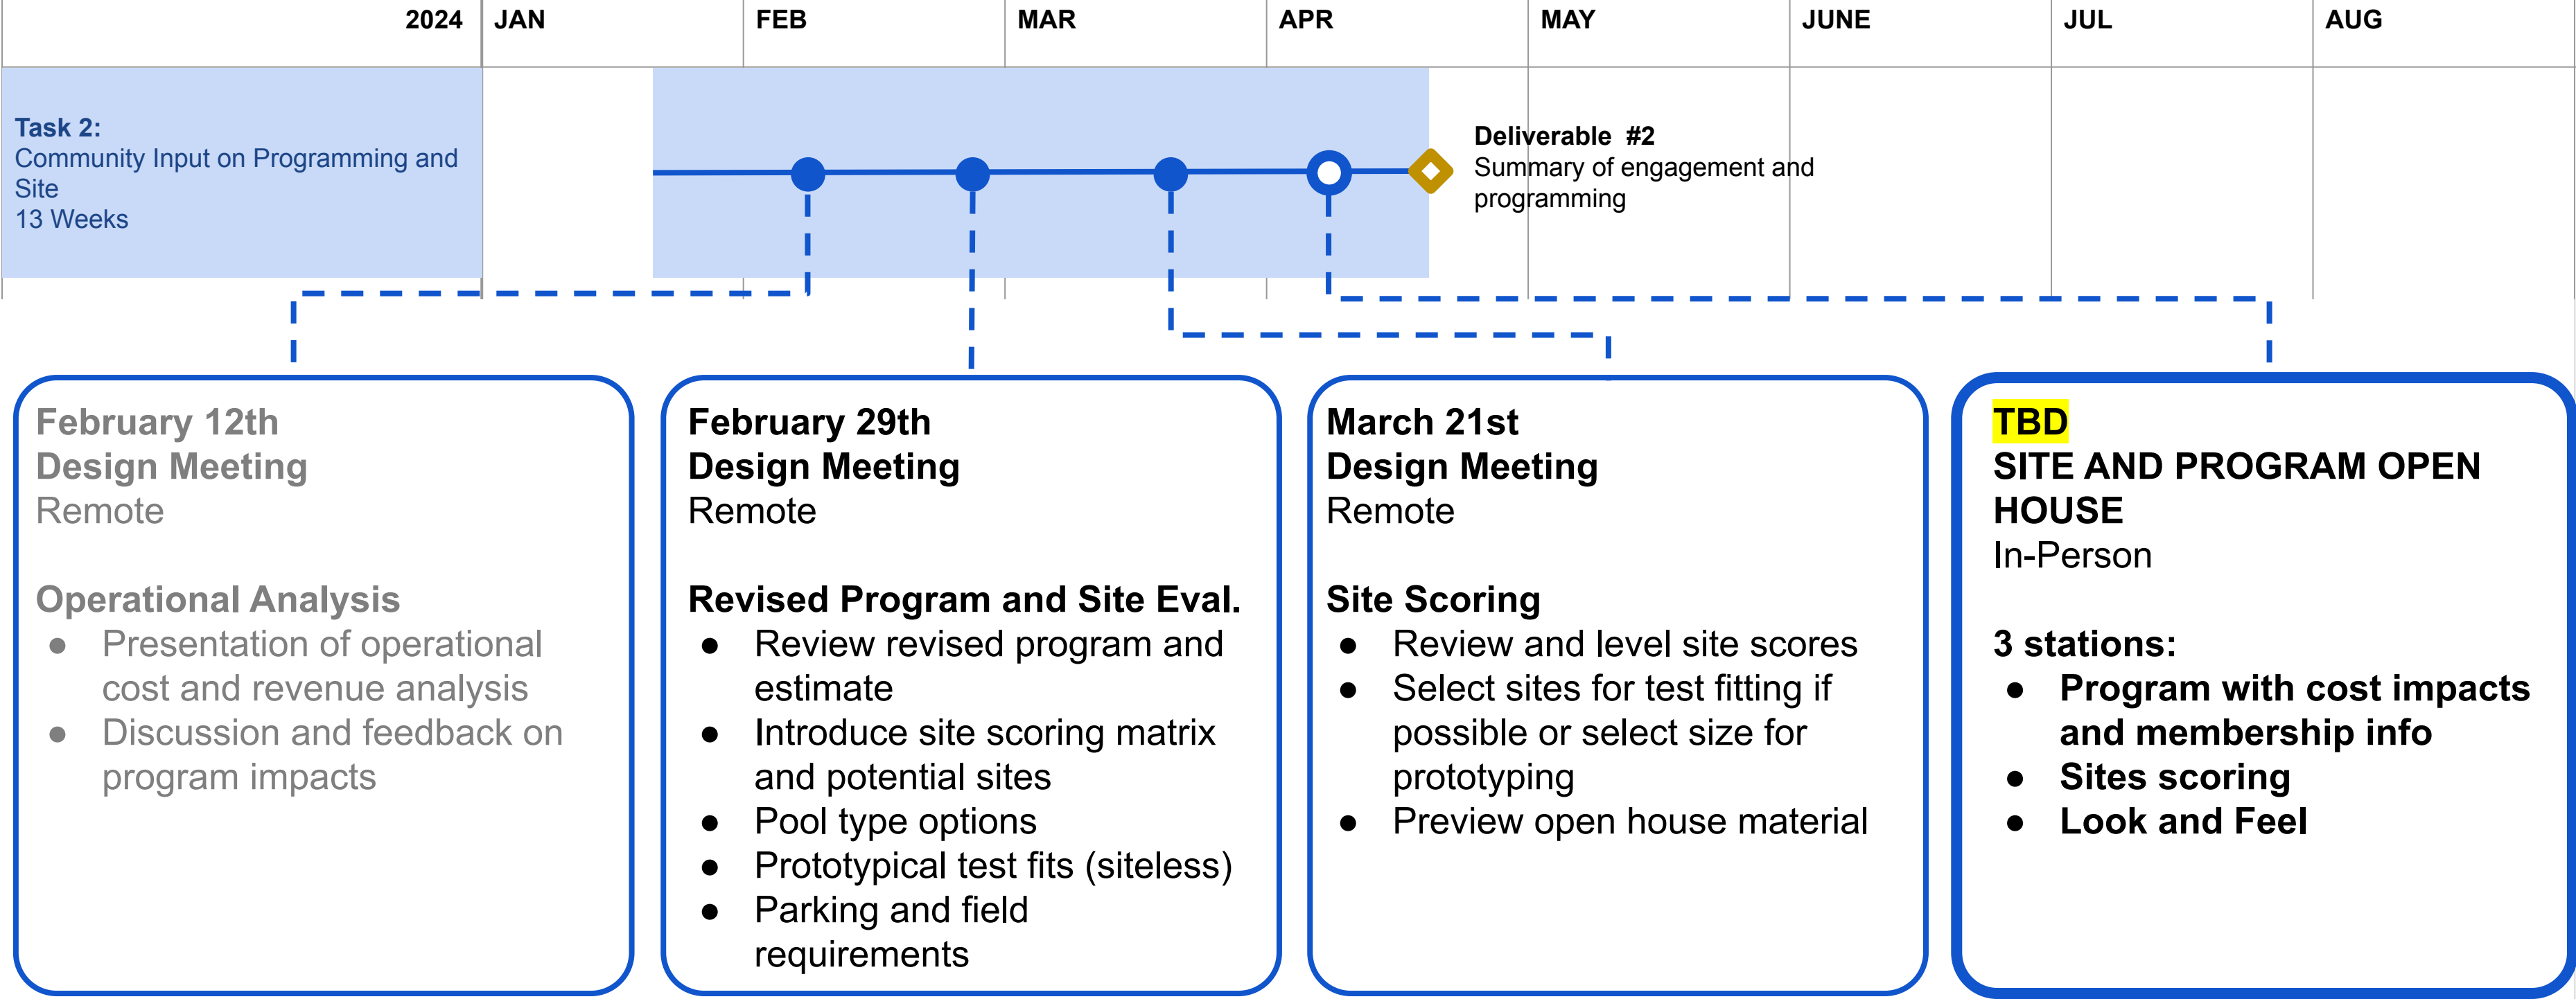 2024 JAN FEB MAR APR MAY JUNE JUL AUG
Task 2:
Community Input on Programming and
Site
13 Weeks
Deliverable #2
Summary of engagement and
programming
February 12th
Design Meeting
Remote
Operational Analysis
● Presentation of operational
cost and revenue analysis
● Discussion and feedback on
program impacts
February 29th
Design Meeting
Remote
Revised Program and Site Eval.
● Review revised program and
estimate
● Introduce site scoring matrix
and potential sites
● Pool type options
● Prototypical test fits (siteless)
● Parking and field
requirements
March 21st
Design Meeting
Remote
Site Scoring
● Review and level site scores
● Select sites for test fitting if
possible or select size for
prototyping
● Preview open house material
TBD
SITE AND PROGRAM OPEN
HOUSE
In-Person
3 stations:
● Program with cost impacts
and membership info
● Sites scoring
● Look and Feel